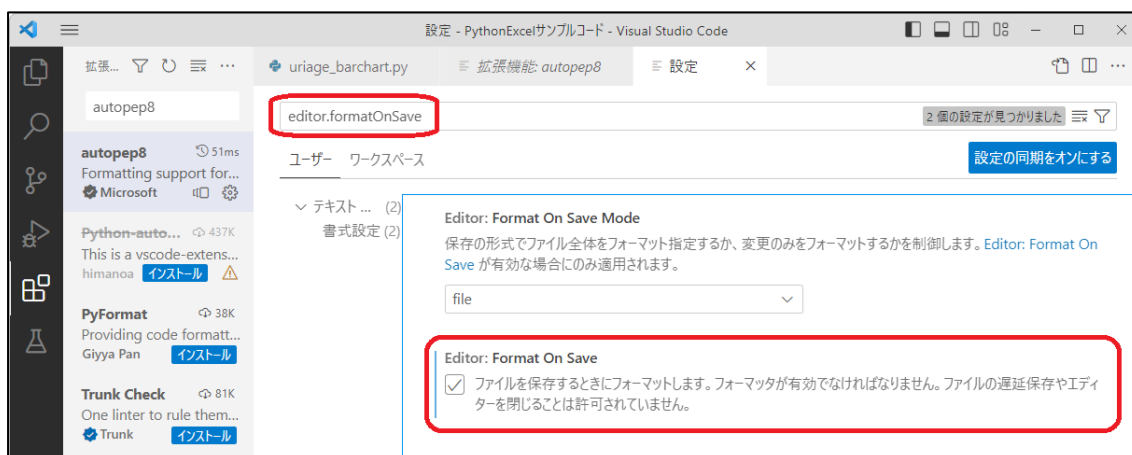 設定 - PythonExcelサンプルコード - Visual Studio Code
拡張...
uriage_barchart.py
拡張機能: autopep8
設定
autopep8
editor.formatOnSave
2 個の設定が見つかりました
ユーザー ワークスペース
設定の同期をオンにする
autopep8 51ms
Formatting support for...
Microsoft
Python-auto... 437K
This is a vscode-extens...
himanoa インストール
PyFormat 38K
Providing code formatt...
Giyya Pan インストール
Trunk Check 81K
One linter to rule them...
Trunk インストール
テキスト ... (2)
書式設定 (2)
Editor: Format On Save Mode
保存の形式でファイル全体をフォーマット指定するか、変更のみをフォーマットするかを制御します。Editor: Format On
Save が有効な場合にのみ適用されます。
file
Editor: Format On Save
ファイルを保存するときにフォーマットします。フォーマッタが有効でなければなりません。ファイルの遅延保存やエディ
ターを閉じることは許可されていません。